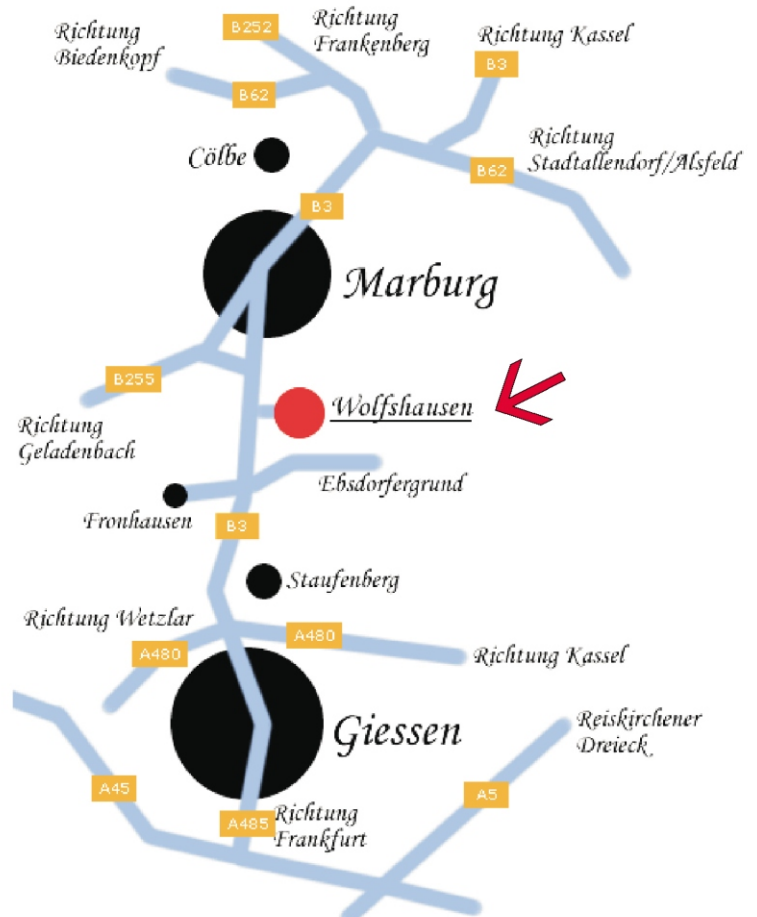 B252
Richtung
Frankenberg
Richtung
Biedenkopf
Richtung Kassel
B3
B62
Richtung
Stadtallendorf/Alsfeld
B62
Cölbe
B3
Marburg
B255
Richtung
Geladenbach
Wolfshausen
Ebsdorfergrund
Fronhausen
B3
Staufenberg
Richtung Wetzlar
A480
A480
Richtung Kassel
Giessen
Reiskirchener
Dreieck
A45
A5
A485
Richtung
Frankfurt